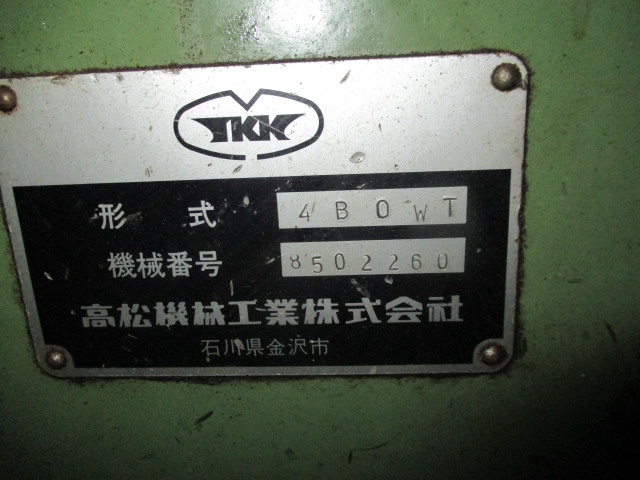 TKK
形 式 4BOWT
機械番号 8502260
高松機械工業株式会社
石川県金沢市